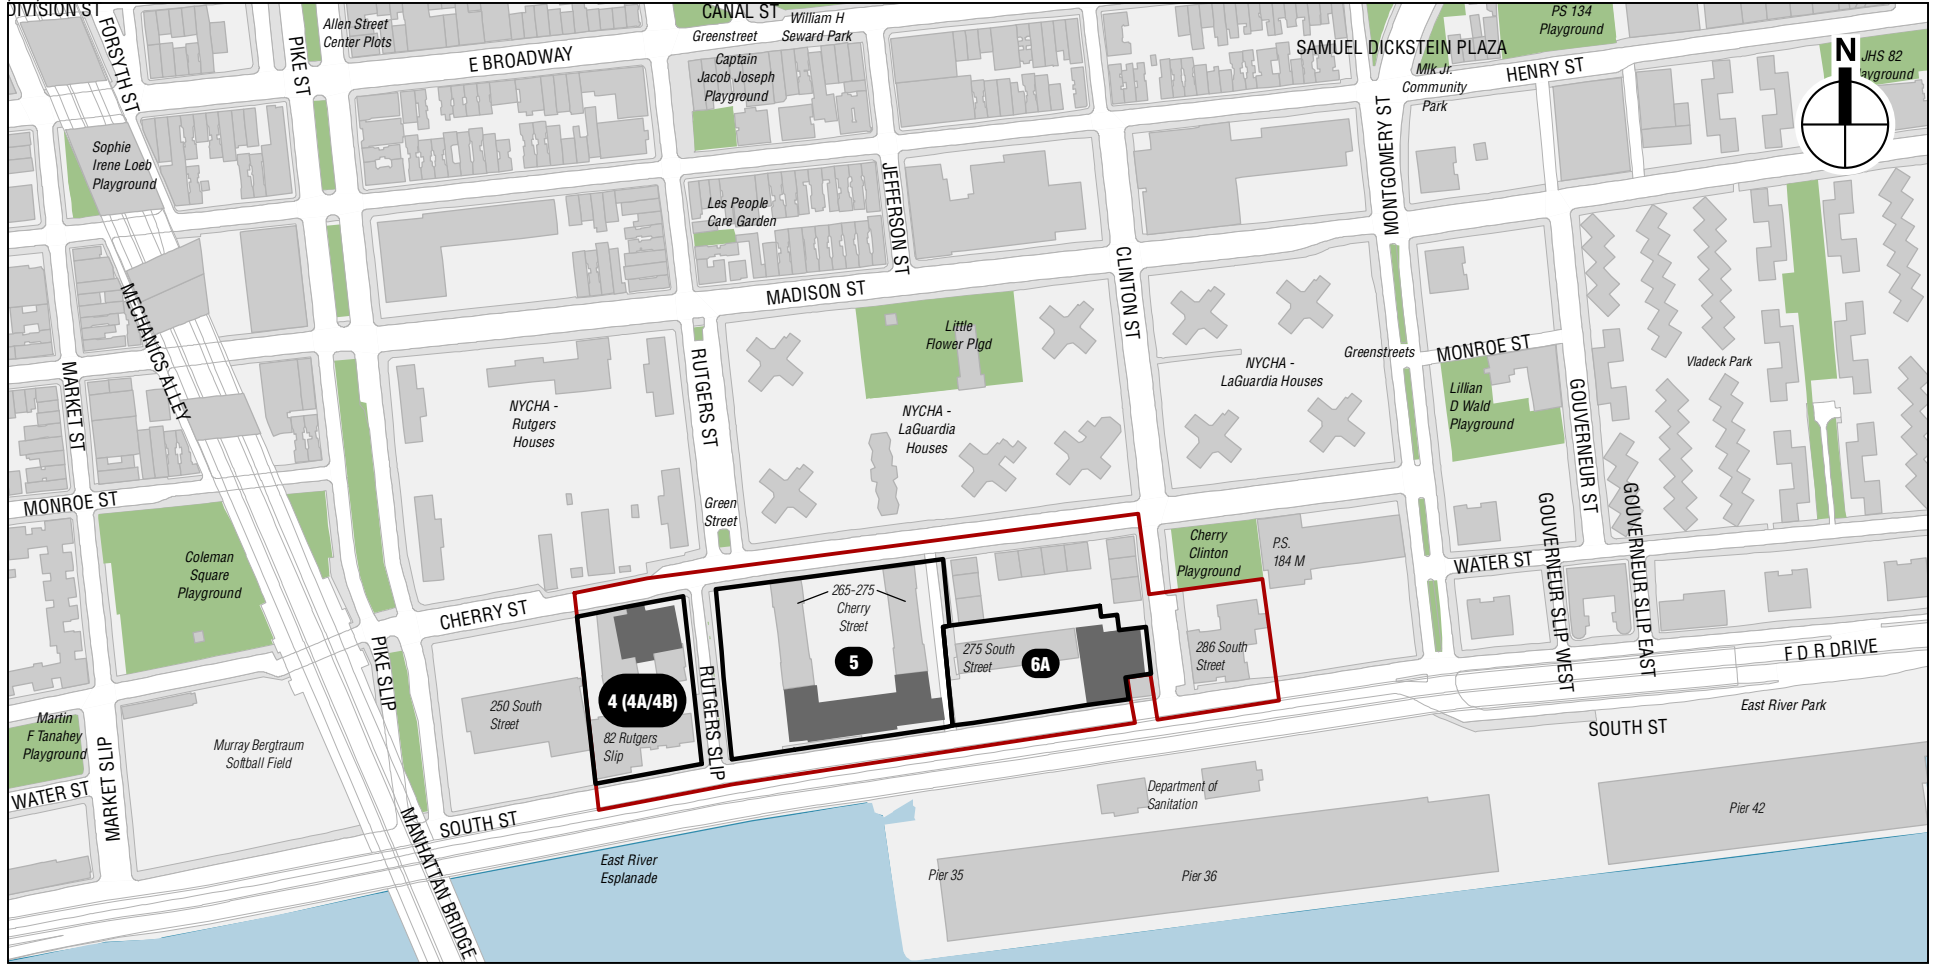 DIVISION ST
FORSYTH ST
PIKE ST
Allen Street
Center Plots
E BROADWAY
CANAL ST
Greenstreet
William H
Seward Park
Captain
Jacob Joseph
Playground
SAMUEL DICKSTEIN PLAZA
PS 134
Playground
HENRY ST
Mlk Jr.
Community
Park
N
JHS 82
layground
Sophie
Irene Loeb
Playground
Les People
Care Garden
JEFFERSON ST
MONTGOMERY ST
MADISON ST
CLINTON ST
MECHANICS ALLEY
MARKET ST
RUTGERS ST
Little
Flower Plgd
NYCHA -
Rutgers
Houses
NYCHA -
LaGuardia
Houses
NYCHA -
LaGuardia Houses
Greenstreets
MONROE ST
Lillian
D Wald
Playground
Vladeck Park
GOUVERNEUR ST
MONROE ST
Green
Street
Coleman
Square
Playground
Cherry
Clinton
Playground
P.S.
184 M
WATER ST
GOUVERNEUR SLIP WEST
GOUVERNEUR SLIP EAST
CHERRY ST
265-275
Cherry
Street
5
275 South
Street
6A
286 South
Street
F D R DRIVE
PIKE SLIP
250 South
Street
4 (4A/4B)
82 Rutgers
Slip
RUTGERS SLIP
East River Park
SOUTH ST
Martin
F Tanahey
Playground
Murray Bergtraum
Softball Field
MARKET SLIP
WATER ST
SOUTH ST
MANHATTAN BRIDGE
East River
Esplanade
Department of
Sanitation
Pier 35
Pier 36
Pier 42